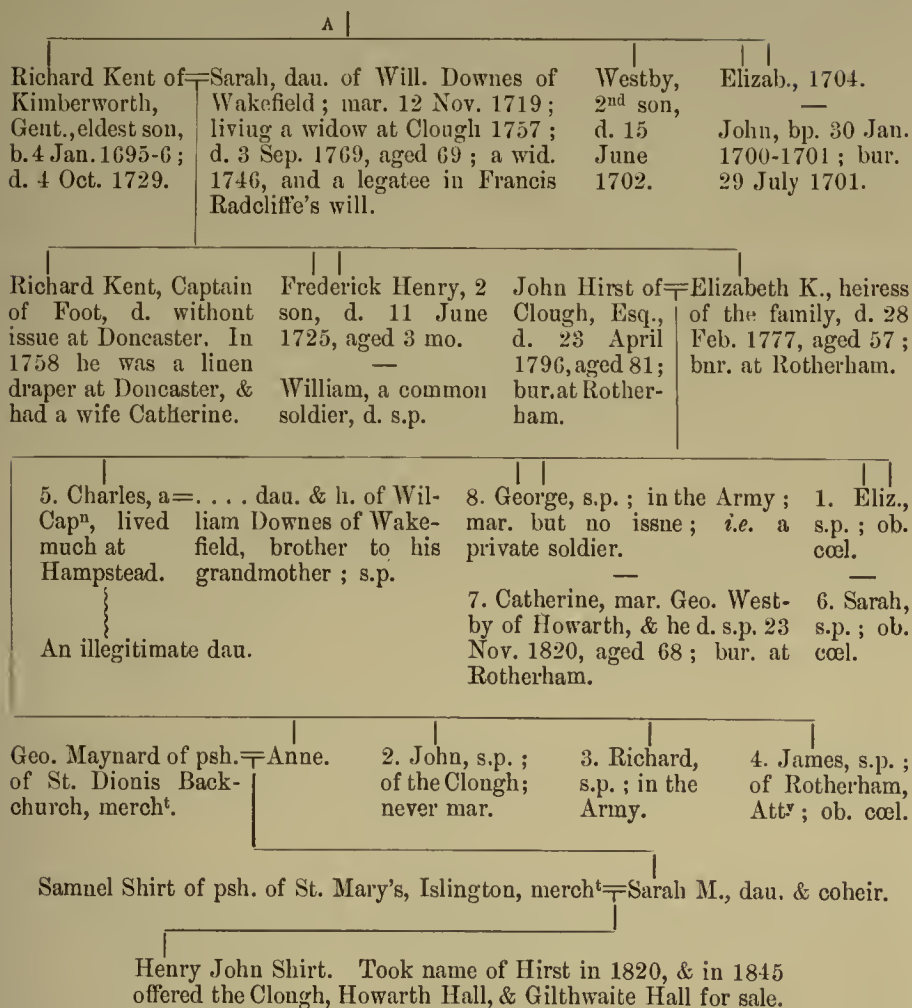 A
Richard Kent of
Kimberworth,
Gent., eldest son,
b. 4 Jan. 1695-6 ;
d. 4 Oct. 1729.
Sarah, dau. of Will. Downes of
Wakefield ; mar. 12 Nov. 1719 ;
living a widow at Clough 1757 ;
d. 3 Sep. 1769, aged 69 ; a wid.
1746, and a legatee in Francis
Radcliffe's will.
Westby,
2nd son,
d. 15
June
1702.
Elizab., 1704.
—
John, bp. 30 Jan.
1700-1701 ; bur.
29 July 1701.
Richard Kent, Captain
of Foot, d. without
issue at Doncaster. In
1758 he was a linen
draper at Doncaster, &
had a wife Catherine.
Frederick Henry, 2
son, d. 11 June
1725, aged 3 mo.
—
William, a common
soldier, d. s.p.
John Hirst of
Clough, Esq.,
d. 23 April
1796, aged 81 ;
bur. at Rother-
ham.
Elizabeth K., heiress
of the family, d. 28
Feb. 1777, aged 57 ;
bur. at Rotherham.
5. Charles, a
Capn, lived
much at
Hampstead.
An illegitimate dau.
= . . . . dau. & h. of Wil-
liam Downes of Wake-
field, brother to his
grandmother ; s.p.
8. George, s.p. ; in the Army ;
mar. but no issue ; i.e. a
private soldier.
—
7. Catherine, mar. Geo. West-
by of Howarth, & he d. s.p. 23
Nov. 1820, aged 68 ; bur. at
Rotherham.
1. Eliz.,
s.p. ; ob.
cœl.
—
6. Sarah,
s.p. ; ob.
cœl.
Geo. Maynard of psh.
of St. Dionis Back-
church, mercht.
Anne.
2. John, s.p. ;
of the Clough;
never mar.
3. Richard,
s.p. ; in the
Army.
4. James, s.p. ;
of Rotherham,
Atty ; ob. cœl.
Samuel Shirt of psh. of St. Mary's, Islington, mercht = Sarah M., dau. & coheir.
Henry John Shirt. Took name of Hirst in 1820, & in 1845
offered the Clough, Howarth Hall, & Gilthwaite Hall for sale.